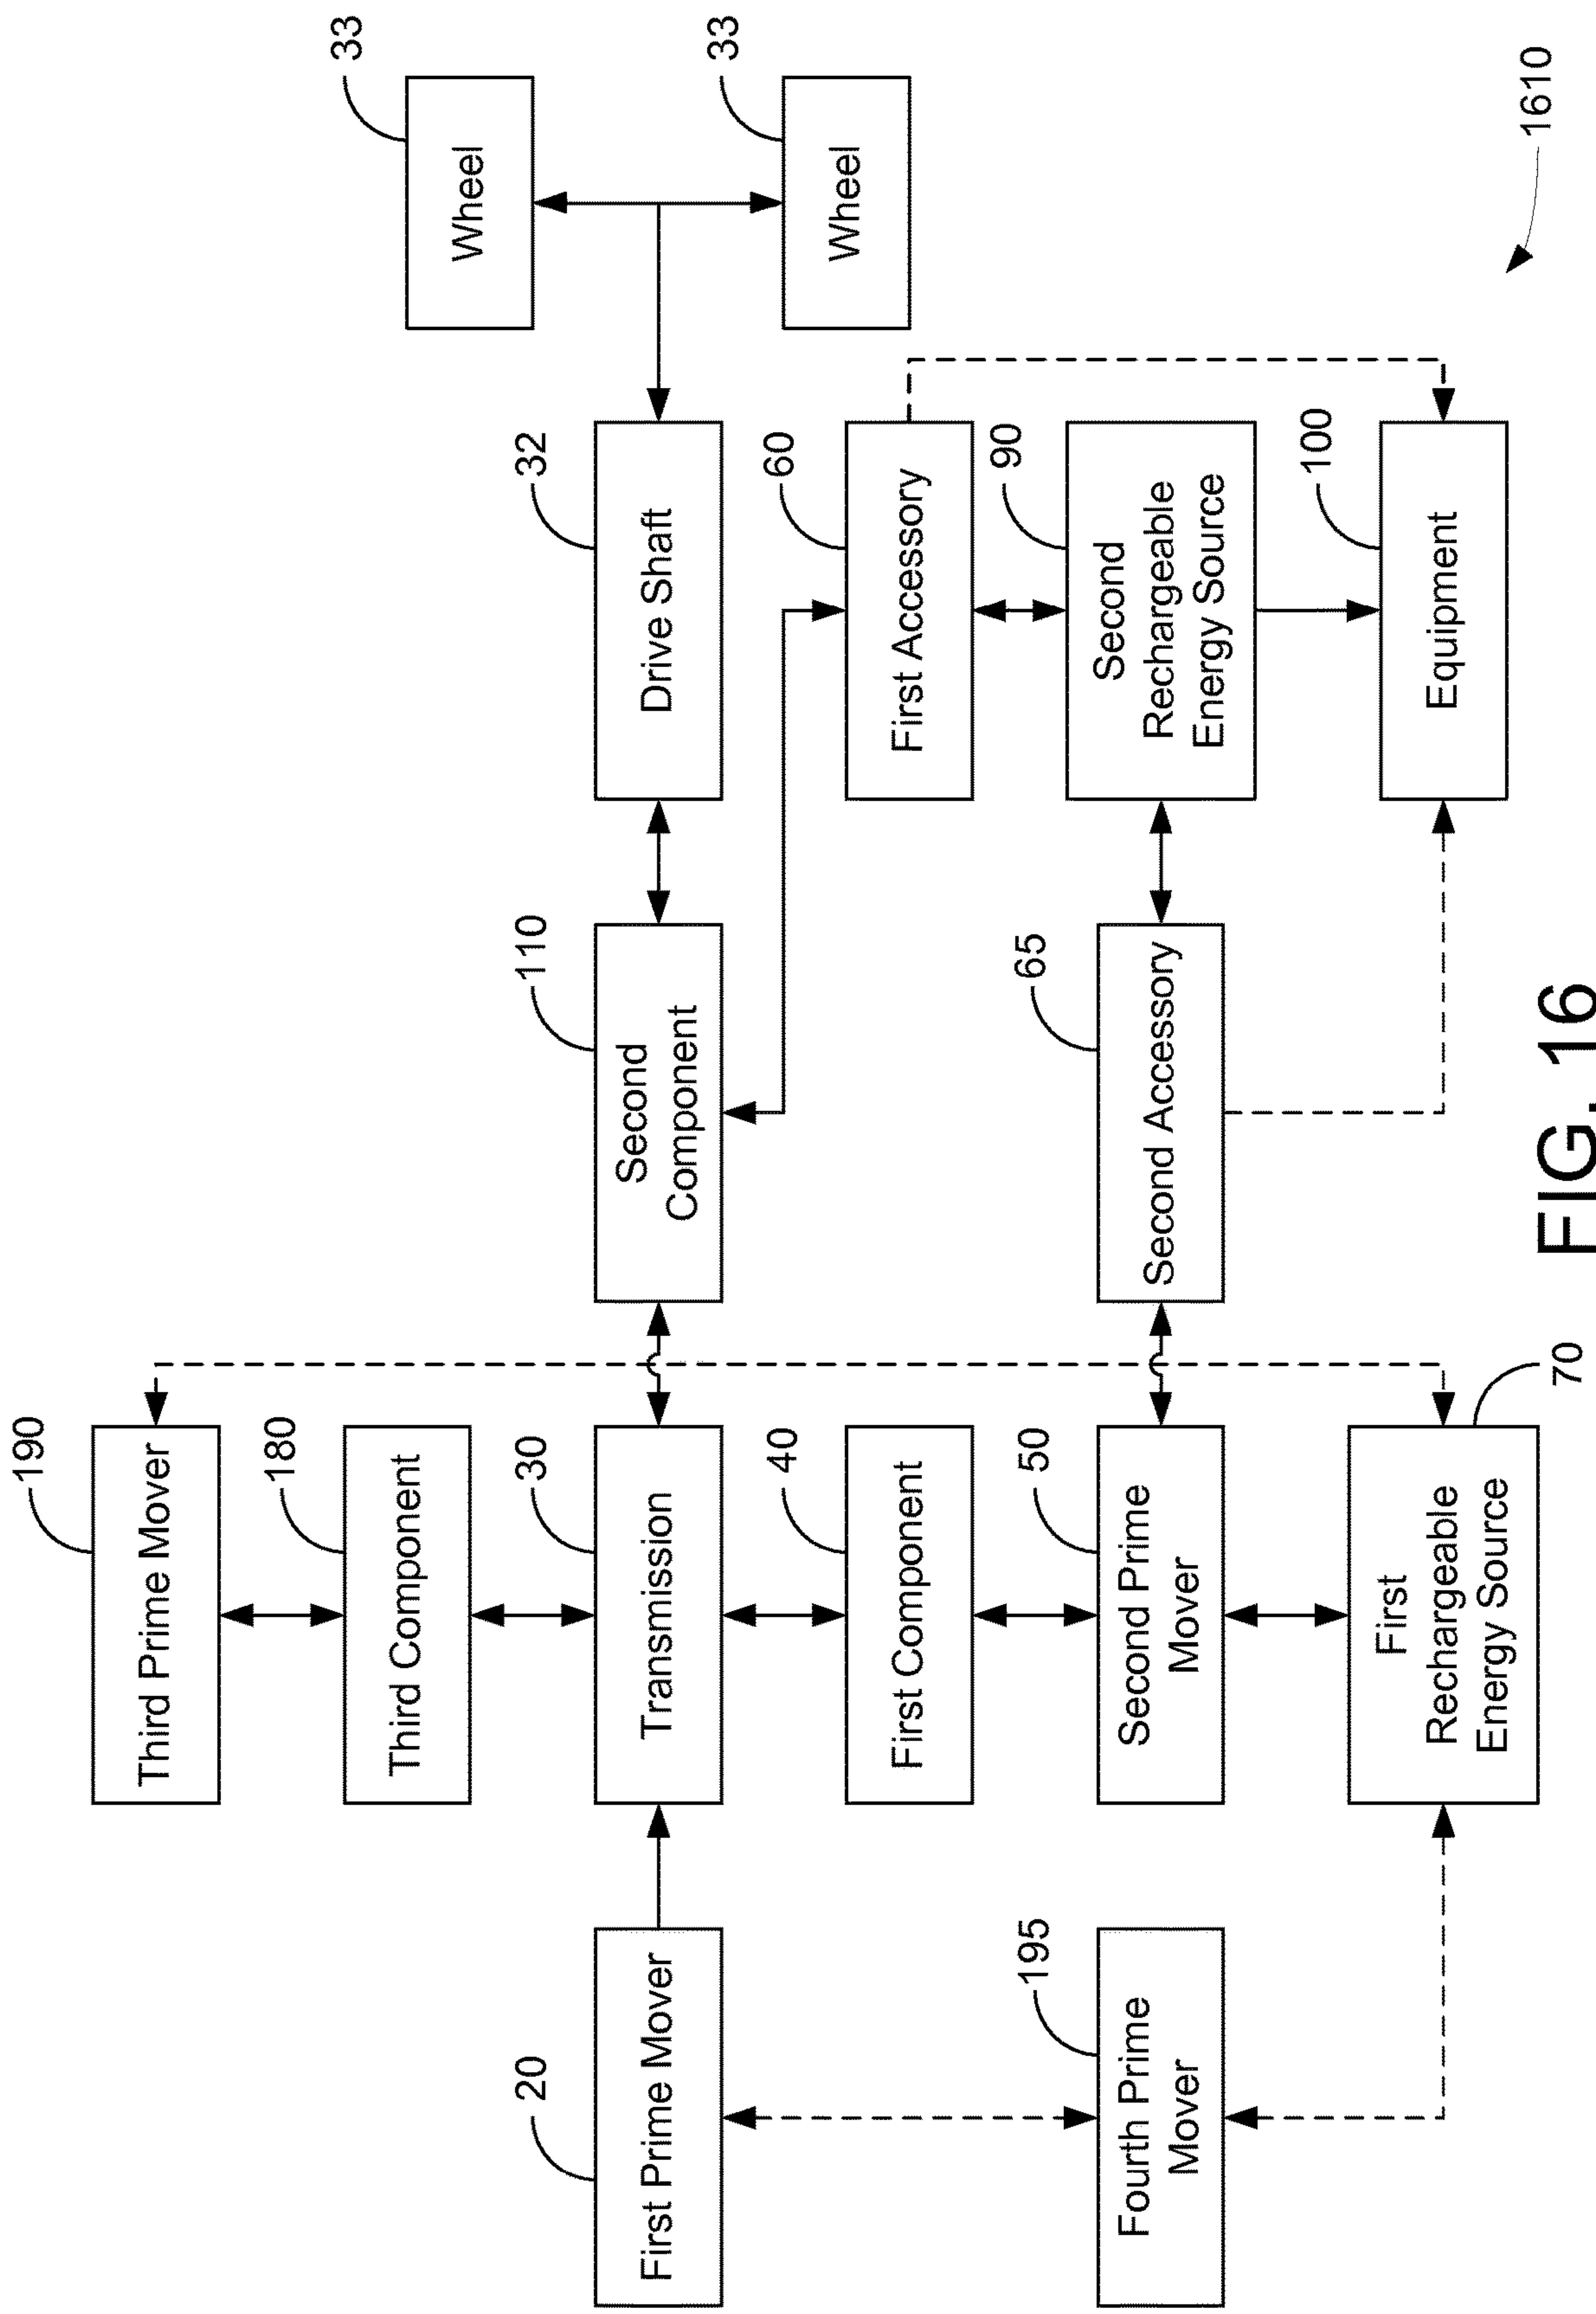 190
Third Prime Mover
180
Third Component
20
First Prime Mover
30
Transmission
110
Second
Component
32
Drive Shaft
33
Wheel
33
Wheel
40
First Component
60
First Accessory
195
Fourth Prime
Mover
50
Second Prime
Mover
65
Second Accessory
90
Second
Rechargeable
Energy Source
First
Rechargeable
Energy Source
70
100
Equipment
1610
FIG. 16